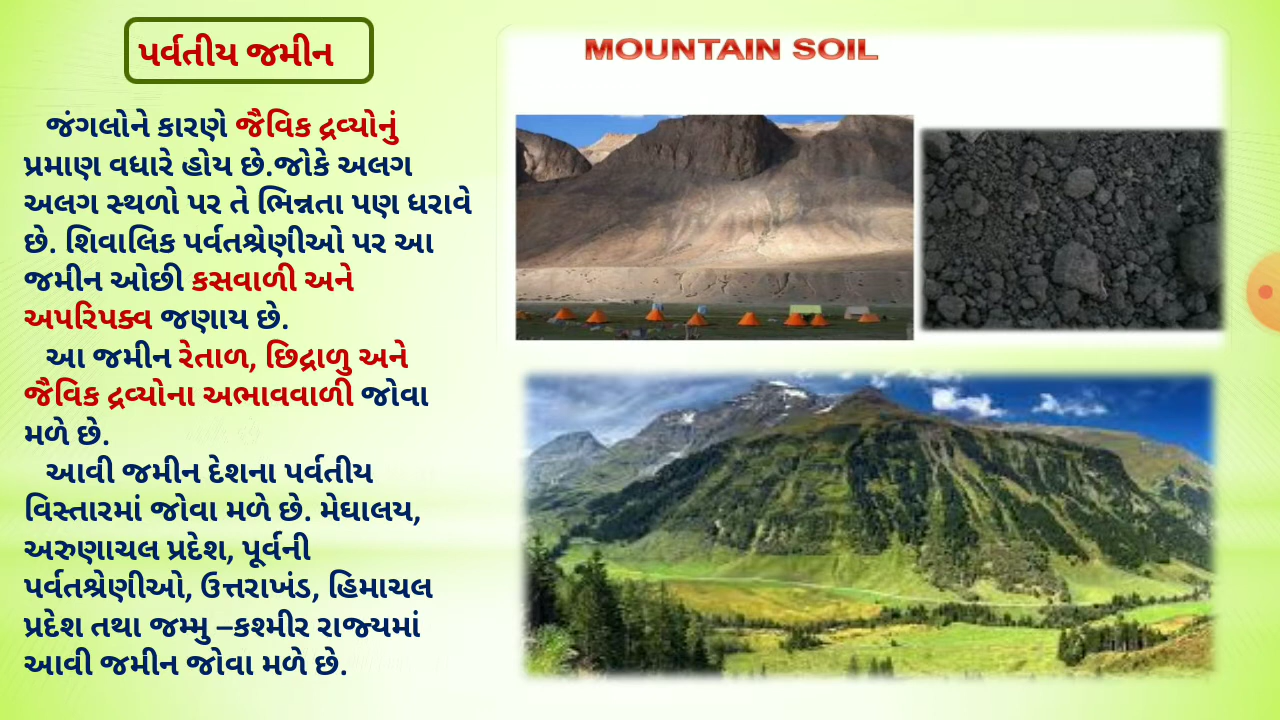 પર્વતીય જમીન
MOUNTAIN SOIL
જંગલોને કારણે જૈવિક દ્રવ્યોનું
પ્રમાણ વધારે હોય છે.જોકે અલગ
અલગ સ્થળો પર તે ભિન્નતા પણ ધરાવે
છે. શિવાલિક પર્વતશ્રેણીઓ પર આ
જમીન ઓછી કસવાળી અને
અપરિપક્વ જણાય છે.
આ જમીન રેતાળ, છિદ્રાળુ અને
જૈવિક દ્રવ્યોના અભાવવાળી જોવા
મળે છે.
આવી જમીન દેશના પર્વતીય
વિસ્તારમાં જોવા મળે છે. મેઘાલય,
અરુણાચલ પ્રદેશ, પૂર્વની
પર્વતશ્રેણીઓ, ઉત્તરાખંડ, હિમાચલ
પ્રદેશ તથા જમ્મુ –કશ્મીર રાજ્યમાં
આવી જમીન જોવા મળે છે.